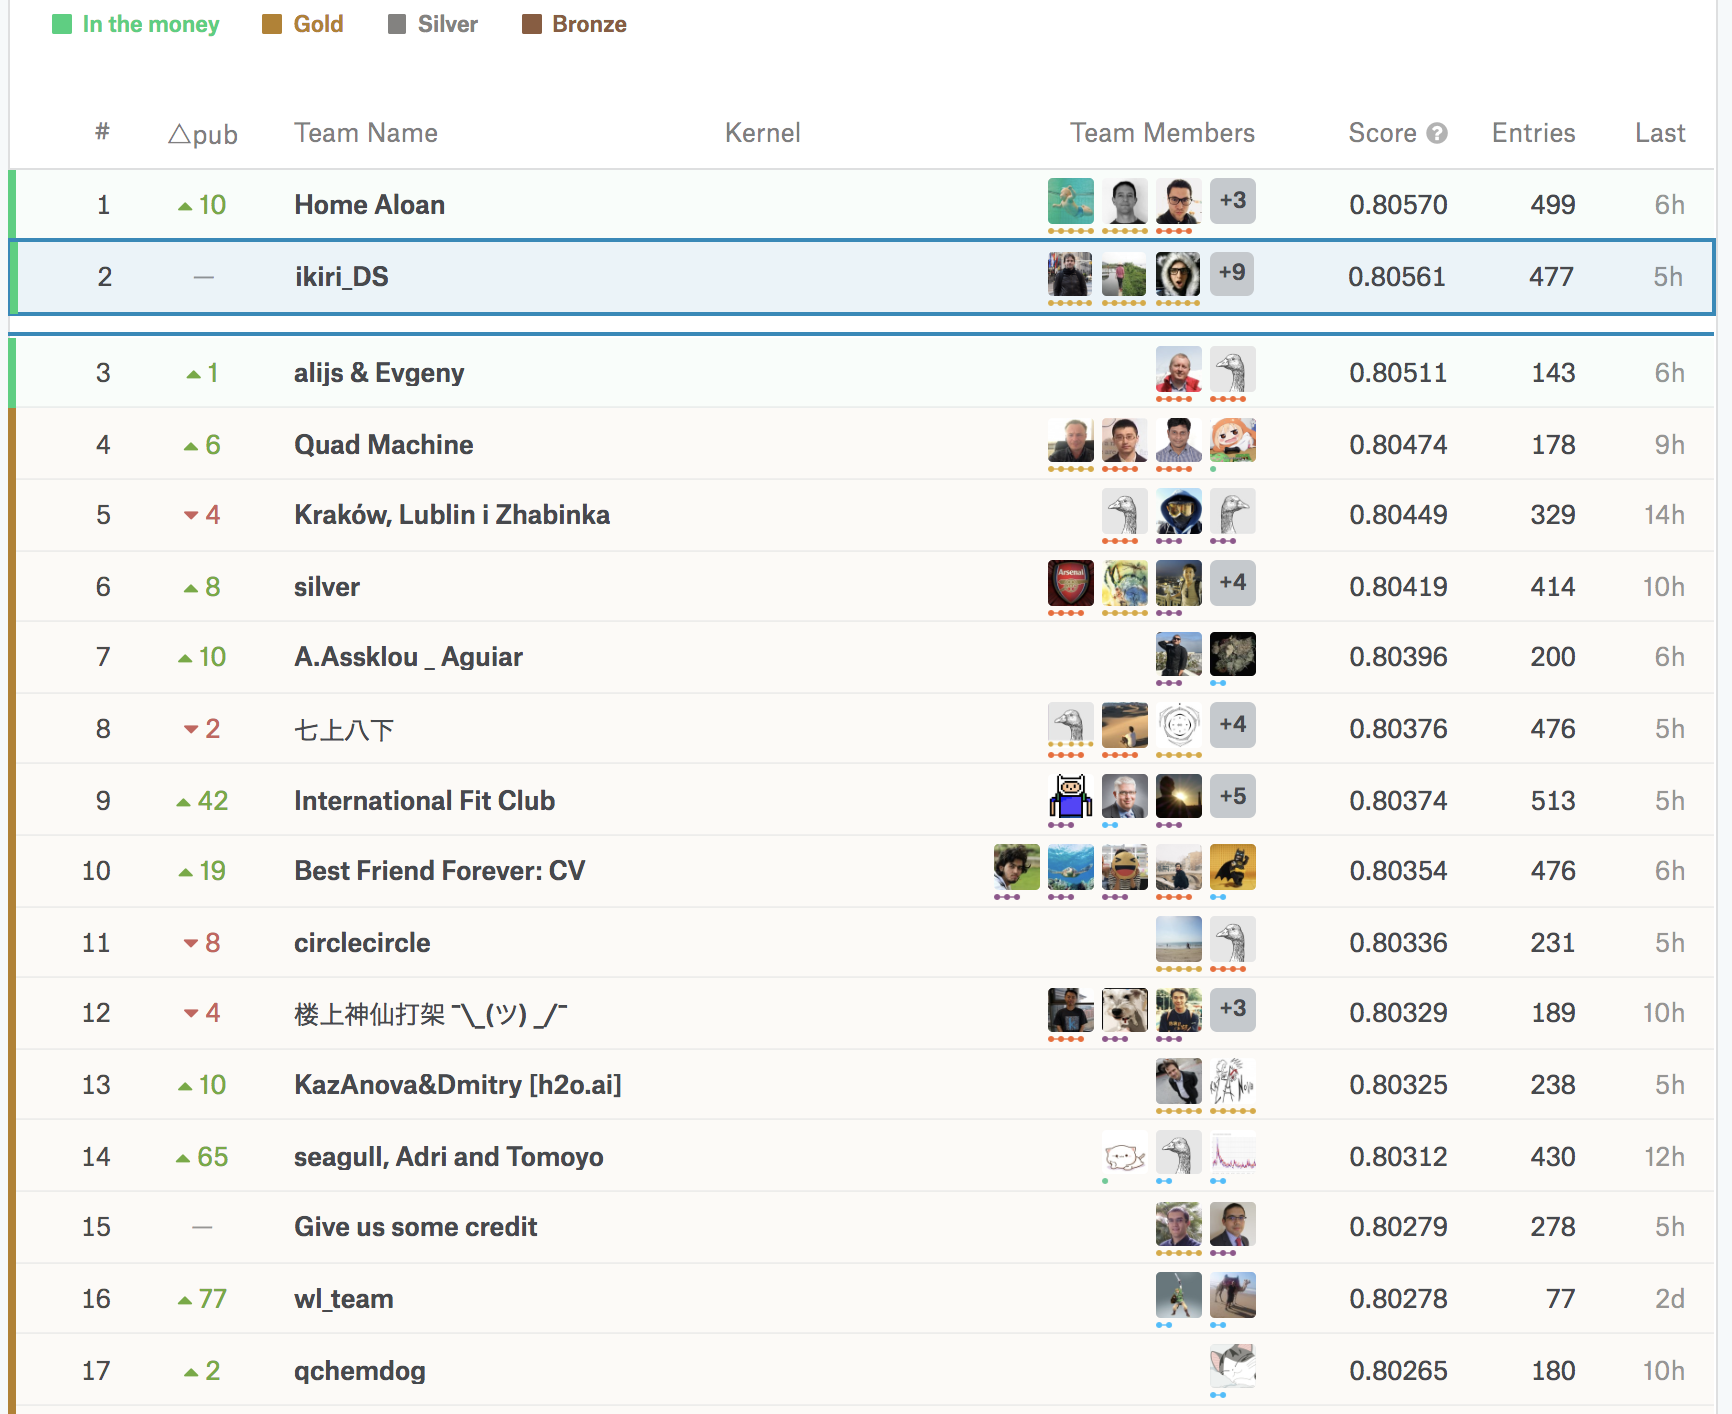 In the money Gold Silver Bronze
# △pub Team Name Kernel Team Members Score ? Entries Last
1 ▲ 10 Home Aloan +3 0.80570 499 6h
2 — ikiri_DS +9 0.80561 477 5h
3 ▲ 1 alijs & Evgeny 0.80511 143 6h
4 ▲ 6 Quad Machine 0.80474 178 9h
5 ▼ 4 Kraków, Lublin i Zhabinka 0.80449 329 14h
6 ▲ 8 silver Arsenal +4 0.80419 414 10h
7 ▲ 10 A.Assklou _ Aguiar 0.80396 200 6h
8 ▼ 2 七上八下 +4 0.80376 476 5h
9 ▲ 42 International Fit Club +5 0.80374 513 5h
10 ▲ 19 Best Friend Forever: CV 0.80354 476 6h
11 ▼ 8 circlecircle 0.80336 231 5h
12 ▼ 4 楼上神仙打架 ¯\_(ツ)_/¯ +3 0.80329 189 10h
13 ▲ 10 KazAnova&Dmitry [h2o.ai] 0.80325 238 5h
14 ▲ 65 seagull, Adri and Tomoyo 0.80312 430 12h
15 — Give us some credit 0.80279 278 5h
16 ▲ 77 wl_team 0.80278 77 2d
17 ▲ 2 qchemdog 0.80265 180 10h